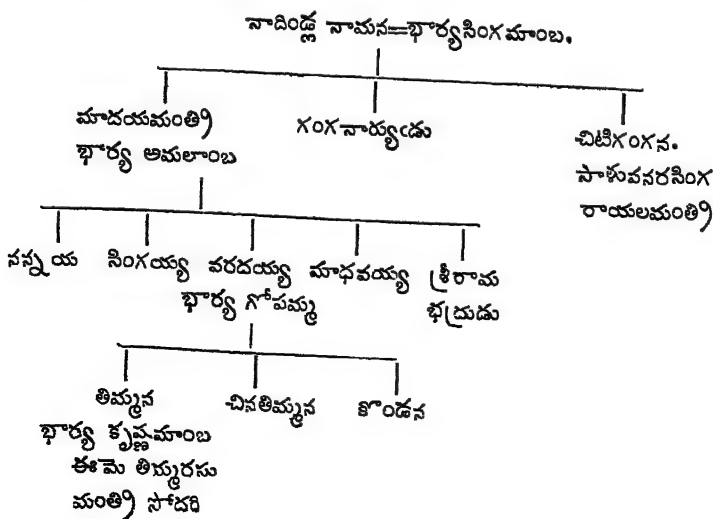 నాదిండ్ల నామన=భార్యసింగమాంబ.
మాదయమంత్రి
భార్య అమలాంబ
గంగనార్యుఁడు
చిటిగంగన.
సాళువనరసింగ
రాయలమంత్రి
నన్నయ సింగయ్య వరదయ్య మాధవయ్య శ్రీరామ
భార్య గోపమ్మ భద్రుడు
తిమ్మన చినతిమ్మన కొండన
భార్య కృష్ణమాంబ
ఈమె తిమ్మరసు
మంత్రి సోదరి